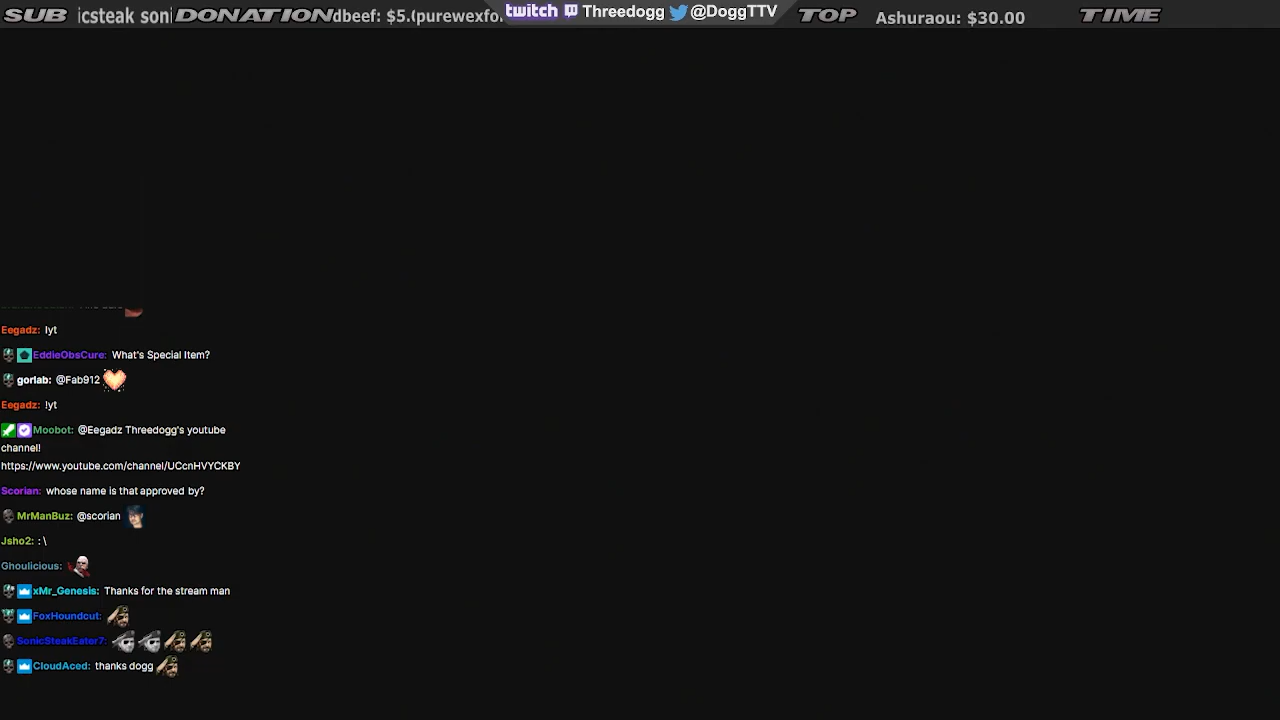 SUB icsteak soni DONATION dbeef: $5.(purewexfo twitch Threedogg @DoggTTV TOP Ashuraou: $30.00 TIME
Eegadz: lyt
EddieObsCure: What's Special Item?
gorlab: @Fab912
Eegadz: !yt
Moobot: @Eegadz Threedogg's youtube
channel!
https://www.youtube.com/channel/UCcnHVYCKBY
Scorian: whose name is that approved by?
MrManBuz: @scorian
Jsho2: :\
Ghoulicious:
xMr_Genesis: Thanks for the stream man
FoxHoundcut:
SonicSteakEater7:
CloudAced: thanks dogg